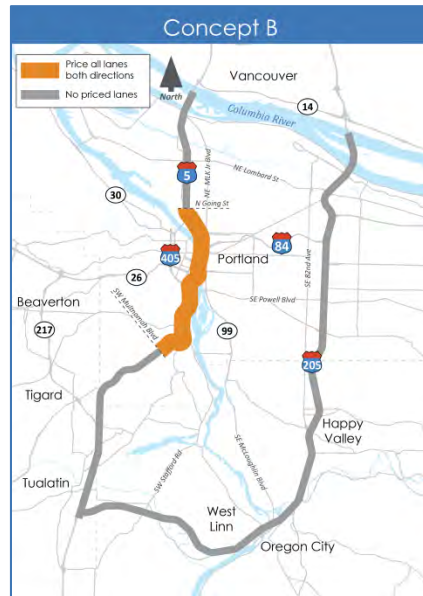 Concept B
Price all lanes
both directions
No priced lanes
North
Vancouver
14
Columbia River
5
NE MLK Jr Blvd
NE Lombard St
30
N Going St
405
84
Portland
26
SE 82nd Ave
Beaverton
SW Multnomah Blvd
SE Powell Blvd
217
99
205
Tigard
Happy
Valley
Tualatin
SW Stafford Rd
SE McLoughlin Blvd
West
Linn
Oregon City